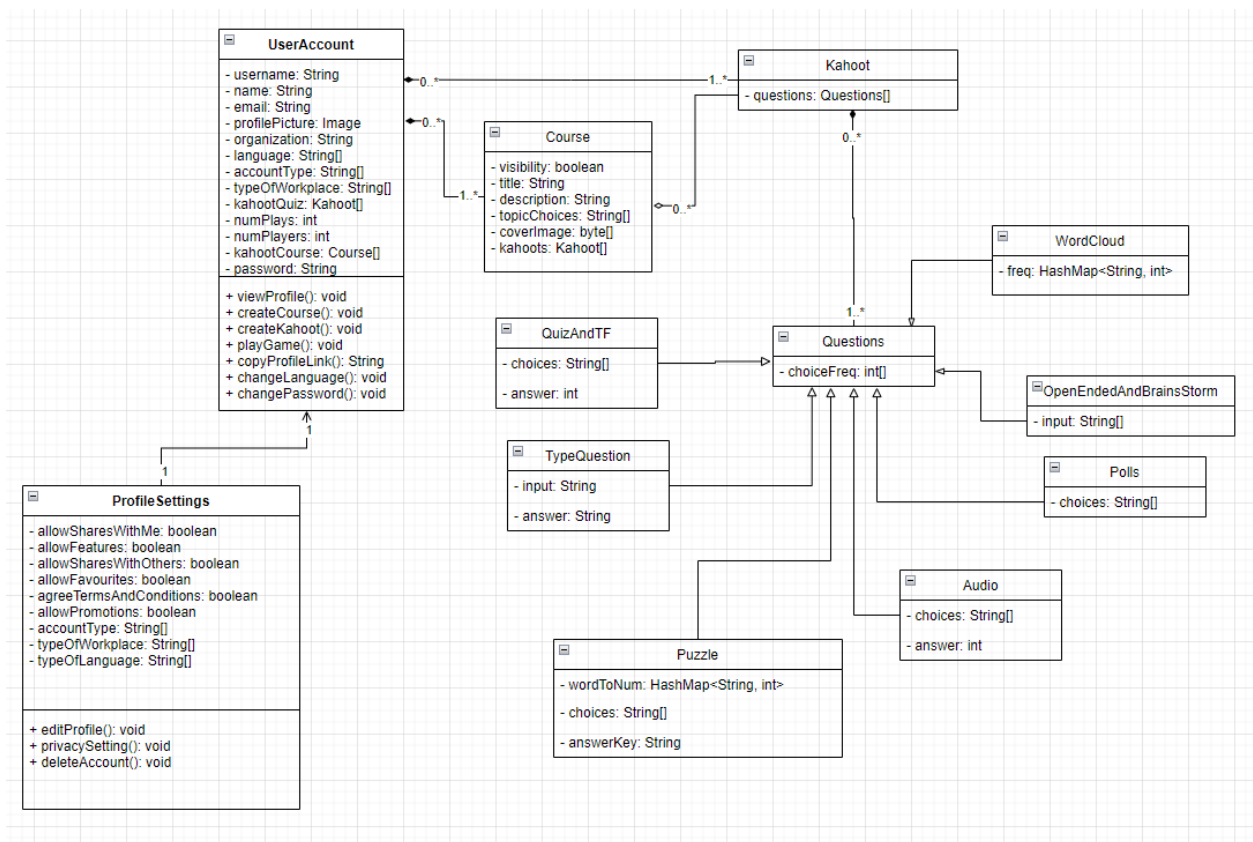 UserAccount
- username: String
- name: String
- email: String
- profilePicture: Image
- organization: String
- language: String[]
- accountType: String[]
- typeOfWorkplace: String[]
- kahootQuiz: Kahoot[]
- numPlays: int
- numPlayers: int
- kahootCourse: Course[]
- password: String
+ viewProfile(): void
+ createCourse(): void
+ createKahoot(): void
+ playGame(): void
+ copyProfileLink(): String
+ changeLanguage(): void
+ changePassword(): void
0..*
1..*
0..*
1..*
Kahoot
- questions: Questions[]
0..*
1..*
Course
- visibility: boolean
- title: String
- description: String
- topicChoices: String[]
- coverImage: byte[]
- kahoots: Kahoot[]
0..*
WordCloud
- freq: HashMap<String, int>
QuizAndTF
- choices: String[]
- answer: int
Questions
- choiceFreq: int[]
OpenEndedAndBrainsStorm
- input: String[]
TypeQuestion
- input: String
- answer: String
Polls
- choices: String[]
1
1
ProfileSettings
- allowSharesWithMe: boolean
- allowFeatures: boolean
- allowSharesWithOthers: boolean
- allowFavourites: boolean
- agreeTermsAndConditions: boolean
- allowPromotions: boolean
- accountType: String[]
- typeOfWorkplace: String[]
- typeOfLanguage: String[]
+ editProfile(): void
+ privacySetting(): void
+ deleteAccount(): void
Audio
- choices: String[]
- answer: int
Puzzle
- wordToNum: HashMap<String, int>
- choices: String[]
- answerKey: String